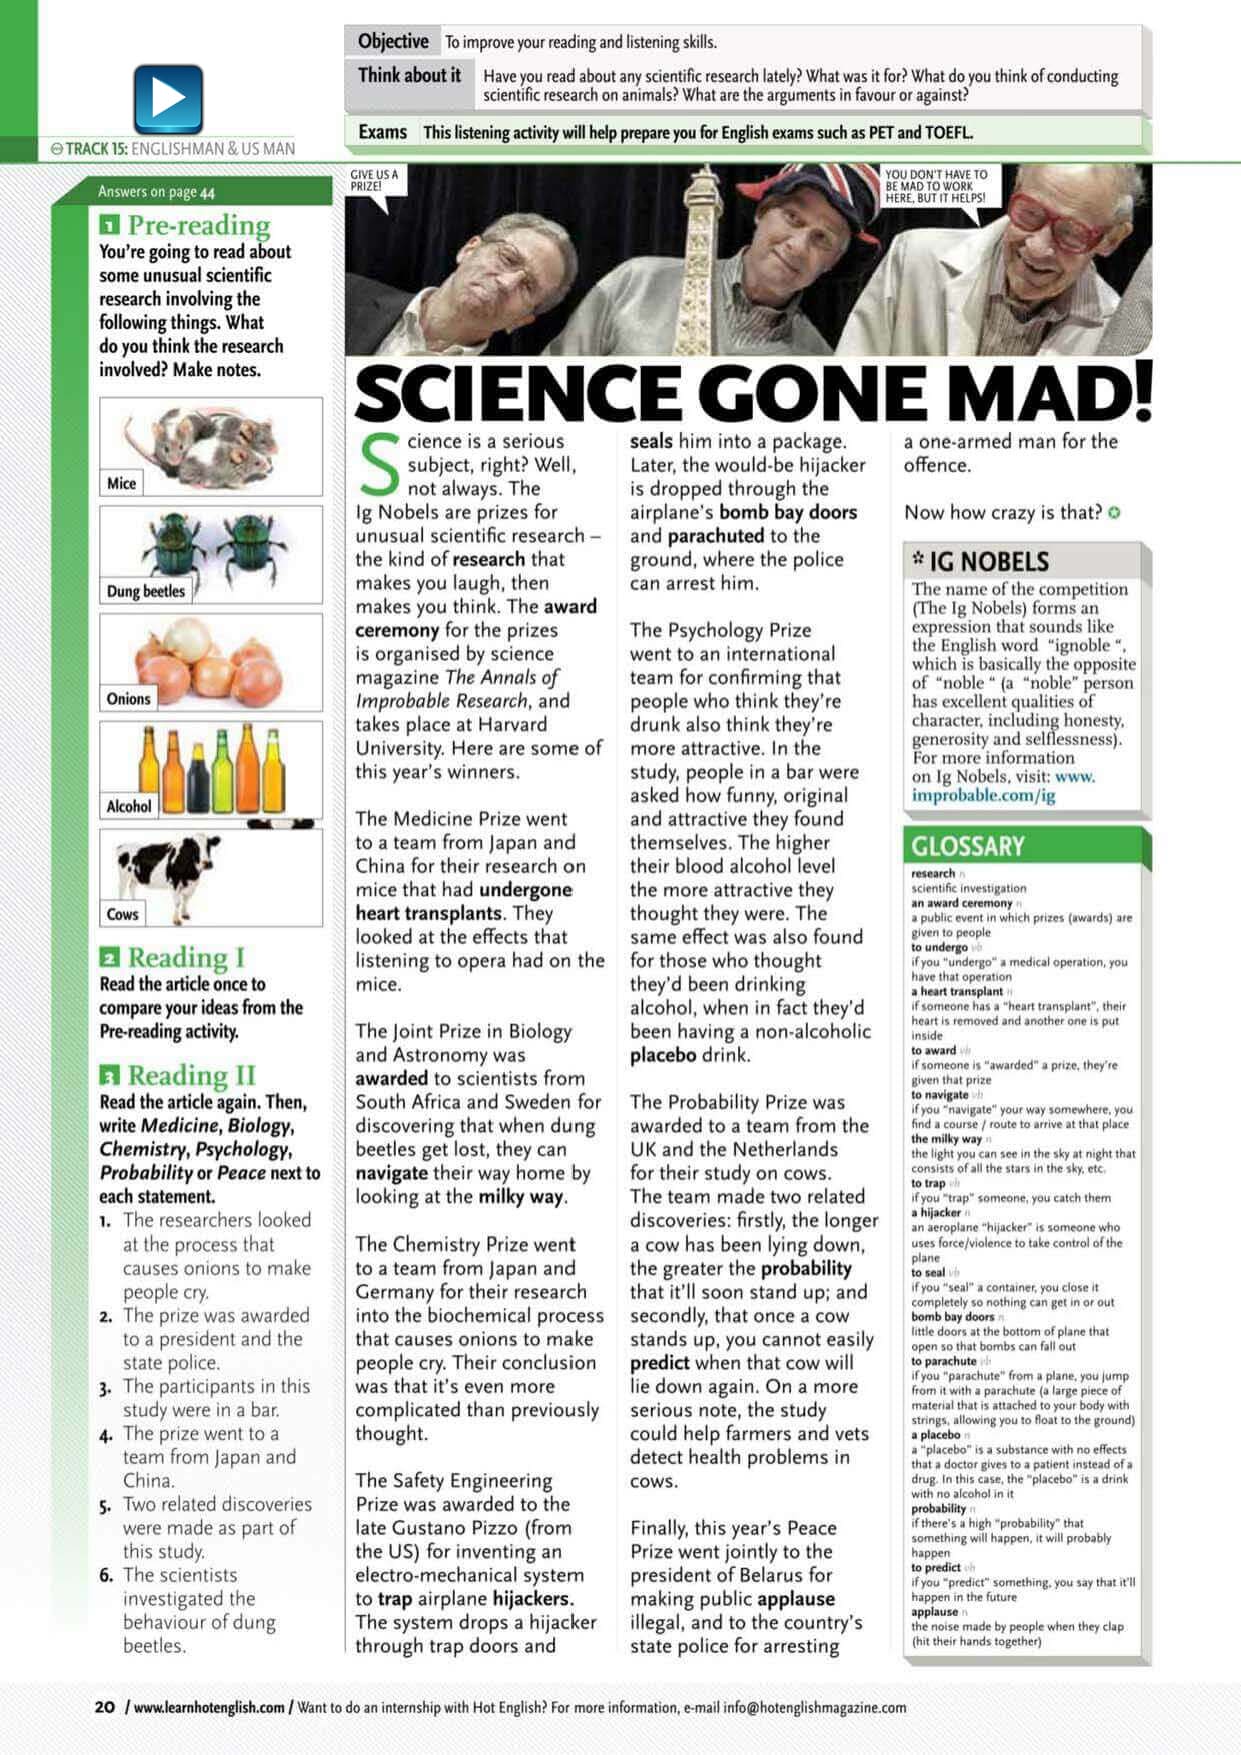 Objective To improve your reading and listening skills.
Think about it Have you read about any scientific research lately? What was it for? What do you think of conducting
scientific research on animals? What are the arguments in favour or against?
Exams This listening activity will help prepare you for English exams such as PET and TOEFL.
TRACK 15: ENGLISHMAN & US MAN
Answers on page 44
1 Pre-reading
You're going to read about
some unusual scientific
research involving the
following things. What
do you think the research
involved? Make notes.
Mice
Dung beetles
Onions
Alcohol
Cows
2 Reading I
Read the article once to
compare your ideas from the
Pre-reading activity.
3 Reading II
Read the article again. Then,
write Medicine, Biology,
Chemistry, Psychology,
Probability or Peace next to
each statement.
1. The researchers looked
at the process that
causes onions to make
people cry.
2. The prize was awarded
to a president and the
state police.
3. The participants in this
study were in a bar.
4. The prize went to a
team from Japan and
China.
5. Two related discoveries
were made as part of
this study.
6. The scientists
investigated the
behaviour of dung
beetles.
GIVE US A
PRIZE!
YOU DON'T HAVE TO
BE MAD TO WORK
HERE, BUT IT HELPS!
SCIENCE GONE MAD!
Science is a serious
subject, right? Well,
not always. The
Ig Nobels are prizes for
unusual scientific research –
the kind of research that
makes you laugh, then
makes you think. The award
ceremony for the prizes
is organised by science
magazine The Annals of
Improbable Research, and
takes place at Harvard
University. Here are some of
this year's winners.
The Medicine Prize went
to a team from Japan and
China for their research on
mice that had undergone
heart transplants. They
looked at the effects that
listening to opera had on the
mice.
The Joint Prize in Biology
and Astronomy was
awarded to scientists from
South Africa and Sweden for
discovering that when dung
beetles get lost, they can
navigate their way home by
looking at the milky way.
The Chemistry Prize went
to a team from Japan and
Germany for their research
into the biochemical process
that causes onions to make
people cry. Their conclusion
was that it's even more
complicated than previously
thought.
The Safety Engineering
Prize was awarded to the
late Gustano Pizzo (from
the US) for inventing an
electro-mechanical system
to trap airplane hijackers.
The system drops a hijacker
through trap doors and
seals him into a package.
Later, the would-be hijacker
is dropped through the
airplane's bomb bay doors
and parachuted to the
ground, where the police
can arrest him.
The Psychology Prize
went to an international
team for confirming that
people who think they're
drunk also think they're
more attractive. In the
study, people in a bar were
asked how funny, original
and attractive they found
themselves. The higher
their blood alcohol level
the more attractive they
thought they were. The
same effect was also found
for those who thought
they'd been drinking
alcohol, when in fact they'd
been having a non-alcoholic
placebo drink.
The Probability Prize was
awarded to a team from the
UK and the Netherlands
for their study on cows.
The team made two related
discoveries: firstly, the longer
a cow has been lying down,
the greater the probability
that it'll soon stand up; and
secondly, that once a cow
stands up, you cannot easily
predict when that cow will
lie down again. On a more
serious note, the study
could help farmers and vets
detect health problems in
cows.
Finally, this year's Peace
Prize went jointly to the
president of Belarus for
making public applause
illegal, and to the country's
state police for arresting
a one-armed man for the
offence.
Now how crazy is that?
* IG NOBELS
The name of the competition
(The Ig Nobels) forms an
expression that sounds like
the English word "ignoble ",
which is basically the opposite
of "noble " (a "noble" person
has excellent qualities of
character, including honesty,
generosity and selflessness).
For more information
on Ig Nobels, visit: www.
improbable.com/ig
GLOSSARY
research n
scientific investigation
an award ceremony n
a public event in which prizes (awards) are
given to people
to undergo vb
if you "undergo" a medical operation, you
have that operation
a heart transplant n
if someone has a "heart transplant", their
heart is removed and another one is put
inside
to award vb
if someone is "awarded" a prize, they're
given that prize
to navigate vb
if you "navigate" your way somewhere, you
find a course / route to arrive at that place
the milky way n
the light you can see in the sky at night that
consists of all the stars in the sky, etc.
to trap vb
if you "trap" someone, you catch them
a hijacker n
an aeroplane "hijacker" is someone who
uses force/violence to take control of the
plane
to seal vb
if you "seal" a container, you close it
completely so nothing can get in or out
bomb bay doors n
little doors at the bottom of plane that
open so that bombs can fall out
to parachute vb
if you "parachute" from a plane, you jump
from it with a parachute (a large piece of
material that is attached to your body with
strings, allowing you to float to the ground)
a placebo n
a "placebo" is a substance with no effects
that a doctor gives to a patient instead of a
drug. In this case, the "placebo" is a drink
with no alcohol in it
probability n
if there's a high "probability" that
something will happen, it will probably
happen
to predict vb
if you "predict" something, you say that it'll
happen in the future
applause n
the noise made by people when they clap
(hit their hands together)
20 / www.learnhotenglish.com / Want to do an internship with Hot English? For more information, e-mail info@hotenglishmagazine.com